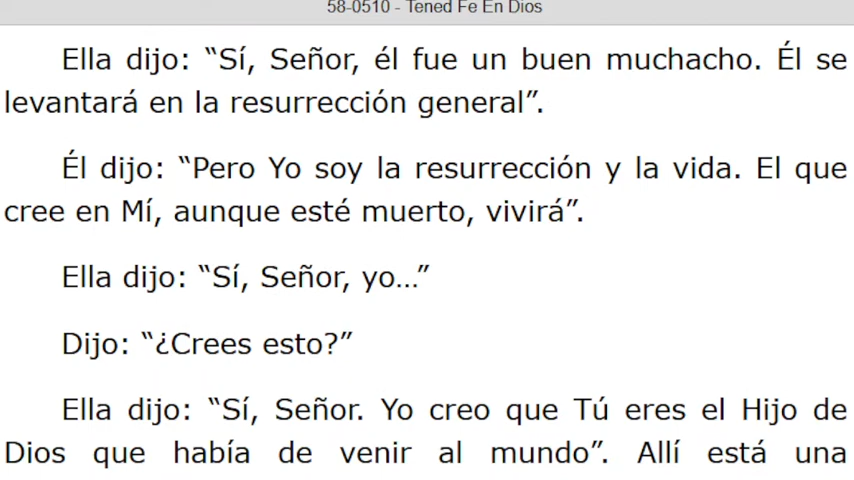 58-0510 - Tened Fe En Dios
Ella dijo: “Sí, Señor, él fue un buen muchacho. Él se
levantará en la resurrección general”.
Él dijo: “Pero Yo soy la resurrección y la vida. El que
cree en Mí, aunque esté muerto, vivirá”.
Ella dijo: “Sí, Señor, yo...”
Dijo: “¿Crees esto?”
Ella dijo: “Sí, Señor. Yo creo que Tú eres el Hijo de
Dios que había de venir al mundo”. Allí está una